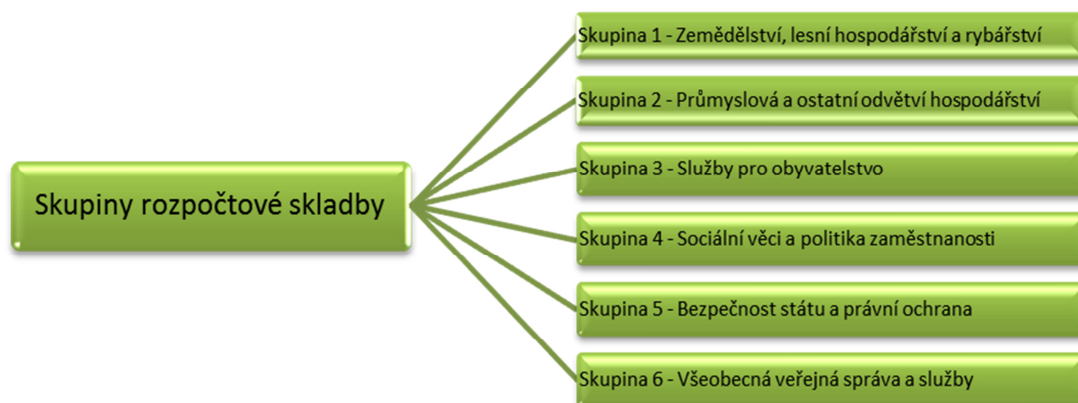 Skupiny rozpočtové skladby
Skupina 1 - Zemědělství, lesní hospodářství a rybářství
Skupina 2 - Průmyslová a ostatní odvětví hospodářství
Skupina 3 - Služby pro obyvatelstvo
Skupina 4 - Sociální věci a politika zaměstnanosti
Skupina 5 - Bezpečnost státu a právní ochrana
Skupina 6 - Všeobecná veřejná správa a služby